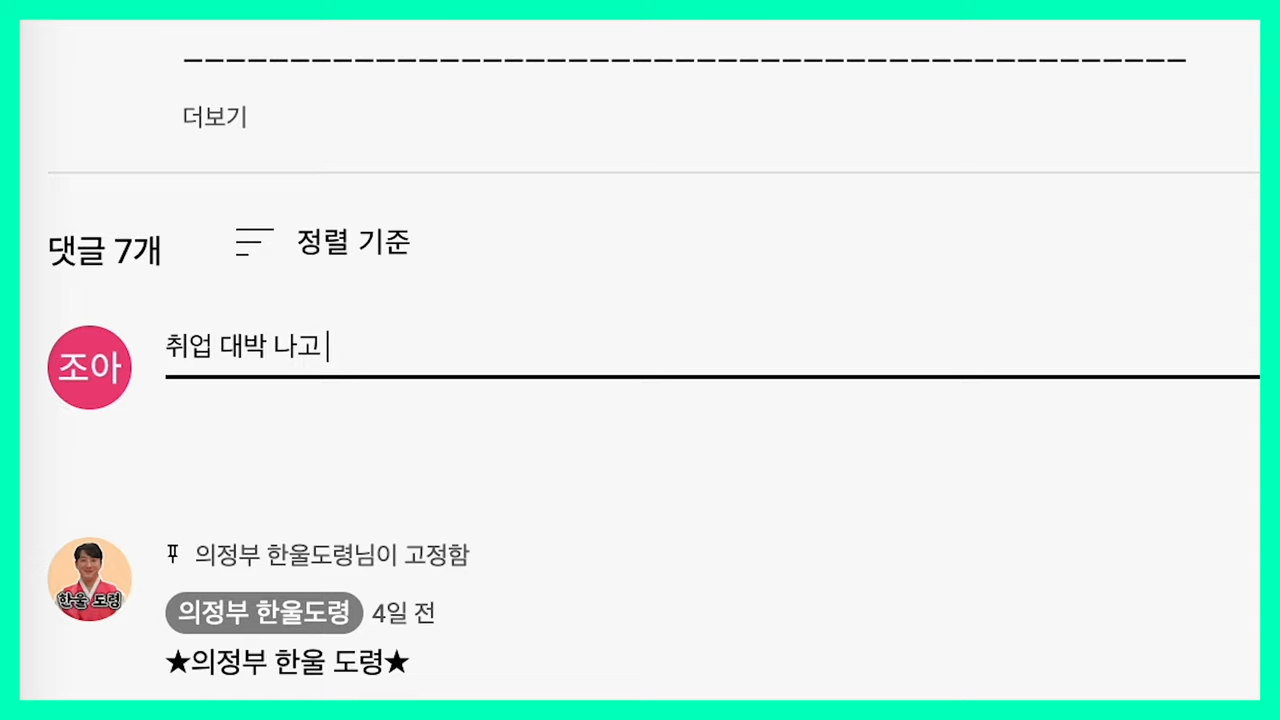 더보기
댓글 7개
정렬 기준
조아
취업 대박 나고
의정부 한울도령님이 고정함
한울 도령
의정부 한울도령 4일 전
★의정부 한울 도령★